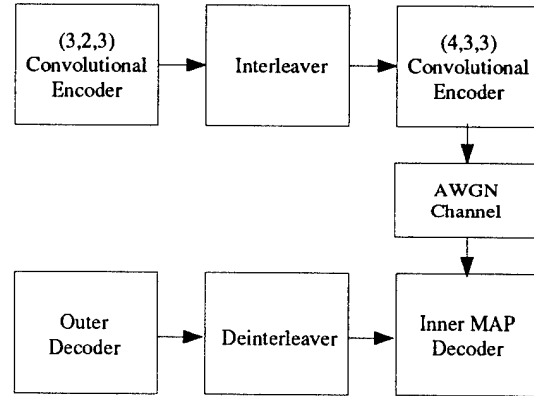 (3,2,3)
Convolutional
Encoder
Interleaver
(4,3,3)
Convolutional
Encoder
AWGN
Channel
Outer
Decoder
Deinterleaver
Inner MAP
Decoder